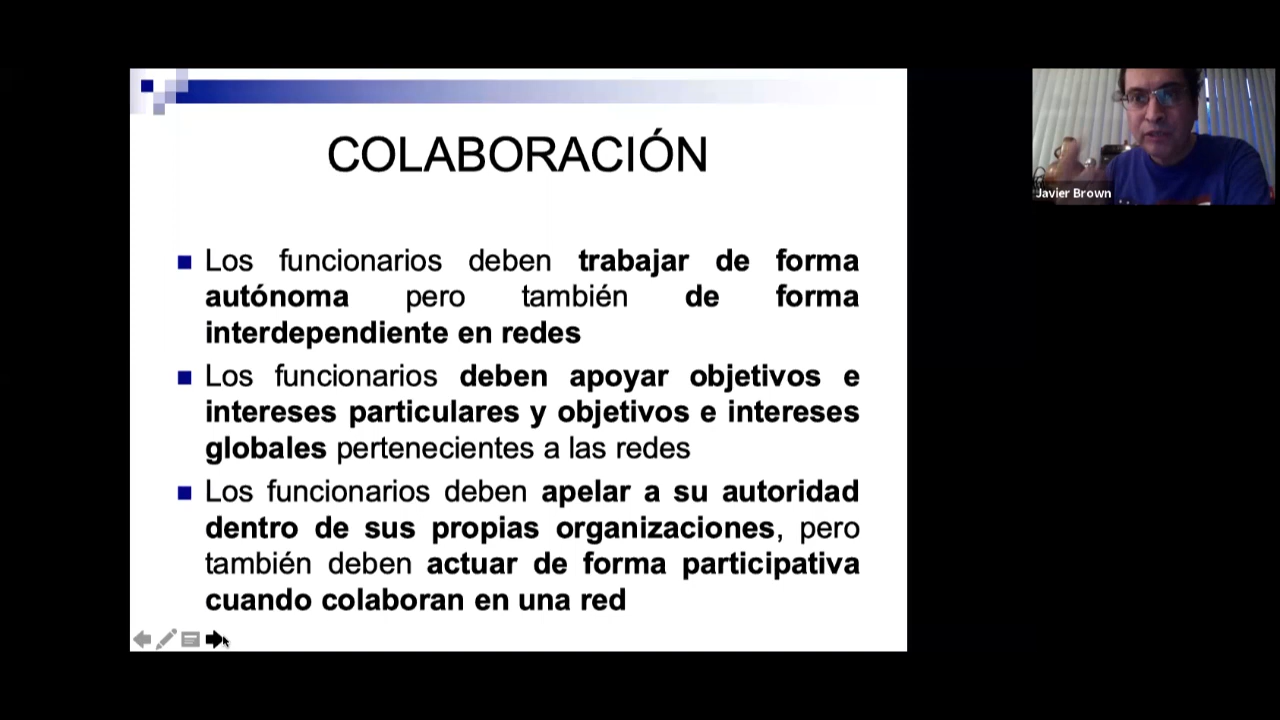 COLABORACIÓN
Los funcionarios deben trabajar de forma
autónoma pero también de forma
interdependiente en redes
Los funcionarios deben apoyar objetivos e
intereses particulares y objetivos e intereses
globales pertenecientes a las redes
Los funcionarios deben apelar a su autoridad
dentro de sus propias organizaciones, pero
también deben actuar de forma participativa
cuando colaboran en una red
Javier Brown